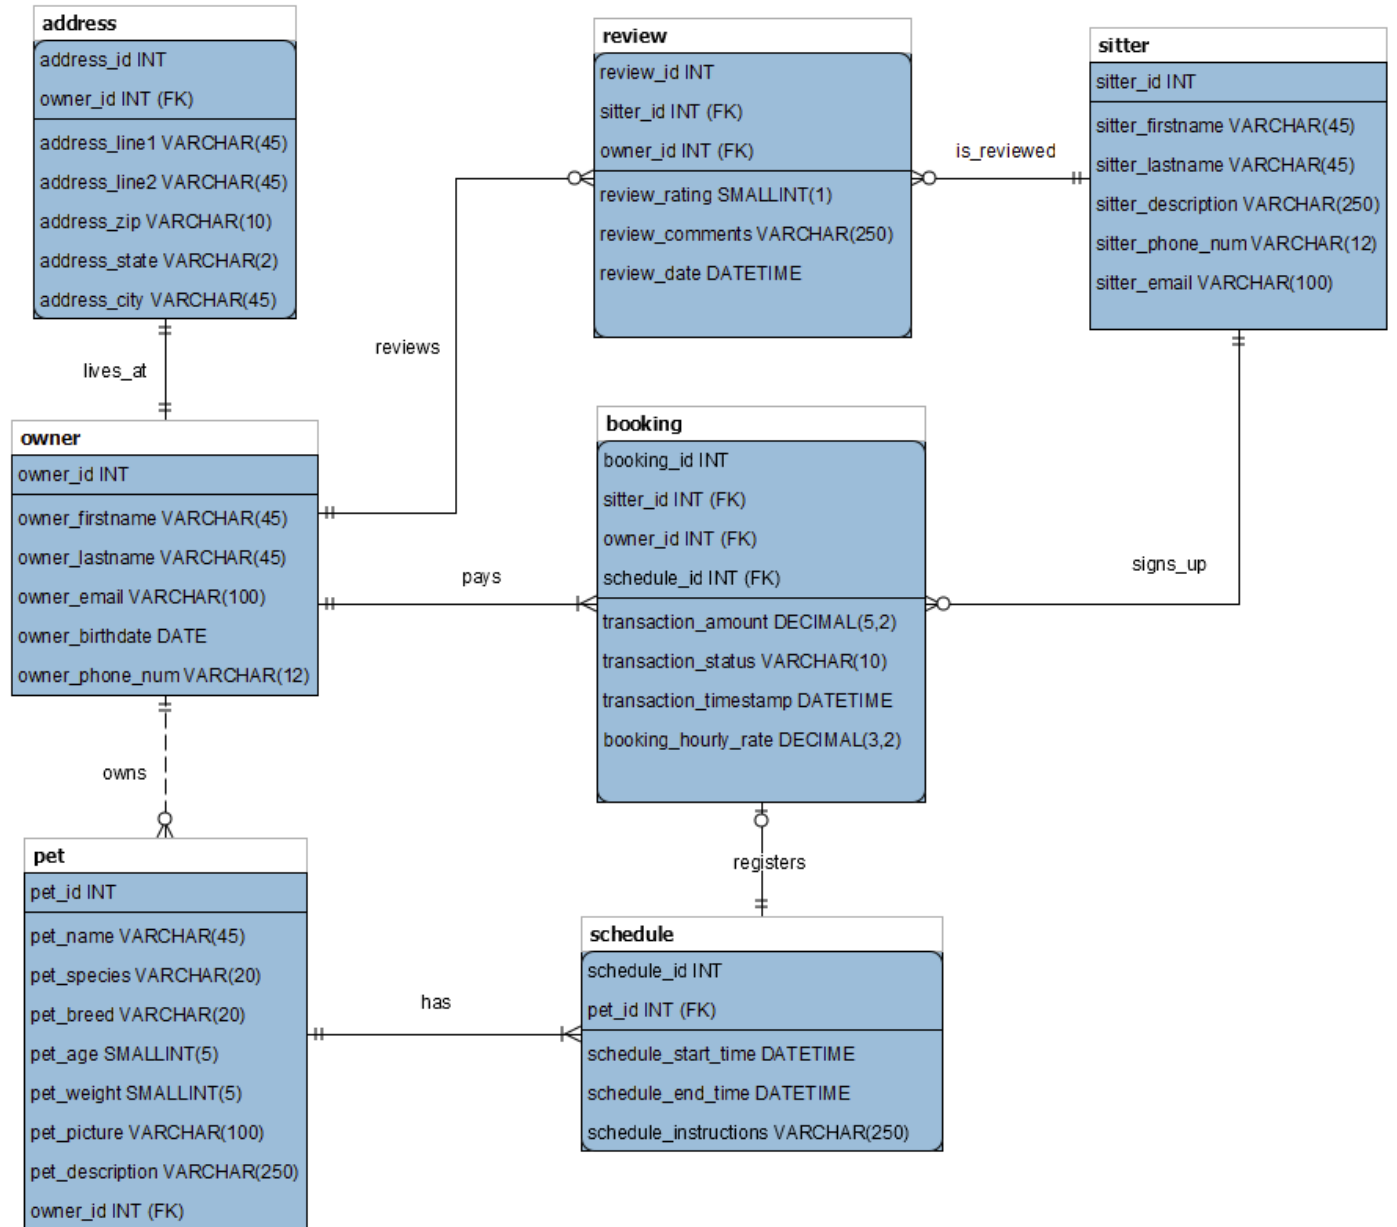 address
address_id INT
owner_id INT (FK)
address_line1 VARCHAR(45)
address_line2 VARCHAR(45)
address_zip VARCHAR(10)
address_state VARCHAR(2)
address_city VARCHAR(45)
review
review_id INT
sitter_id INT (FK)
owner_id INT (FK)
review_rating SMALLINT(1)
review_comments VARCHAR(250)
review_date DATETIME
is_reviewed
sitter
sitter_id INT
sitter_firstname VARCHAR(45)
sitter_lastname VARCHAR(45)
sitter_description VARCHAR(250)
sitter_phone_num VARCHAR(12)
sitter_email VARCHAR(100)
lives_at
reviews
owner
owner_id INT
owner_firstname VARCHAR(45)
owner_lastname VARCHAR(45)
owner_email VARCHAR(100)
owner_birthdate DATE
owner_phone_num VARCHAR(12)
pays
booking
booking_id INT
sitter_id INT (FK)
owner_id INT (FK)
schedule_id INT (FK)
transaction_amount DECIMAL(5,2)
transaction_status VARCHAR(10)
transaction_timestamp DATETIME
booking_hourly_rate DECIMAL(3,2)
signs_up
owns
registers
pet
pet_id INT
pet_name VARCHAR(45)
pet_species VARCHAR(20)
pet_breed VARCHAR(20)
pet_age SMALLINT(5)
pet_weight SMALLINT(5)
pet_picture VARCHAR(100)
pet_description VARCHAR(250)
owner_id INT (FK)
has
schedule
schedule_id INT
pet_id INT (FK)
schedule_start_time DATETIME
schedule_end_time DATETIME
schedule_instructions VARCHAR(250)